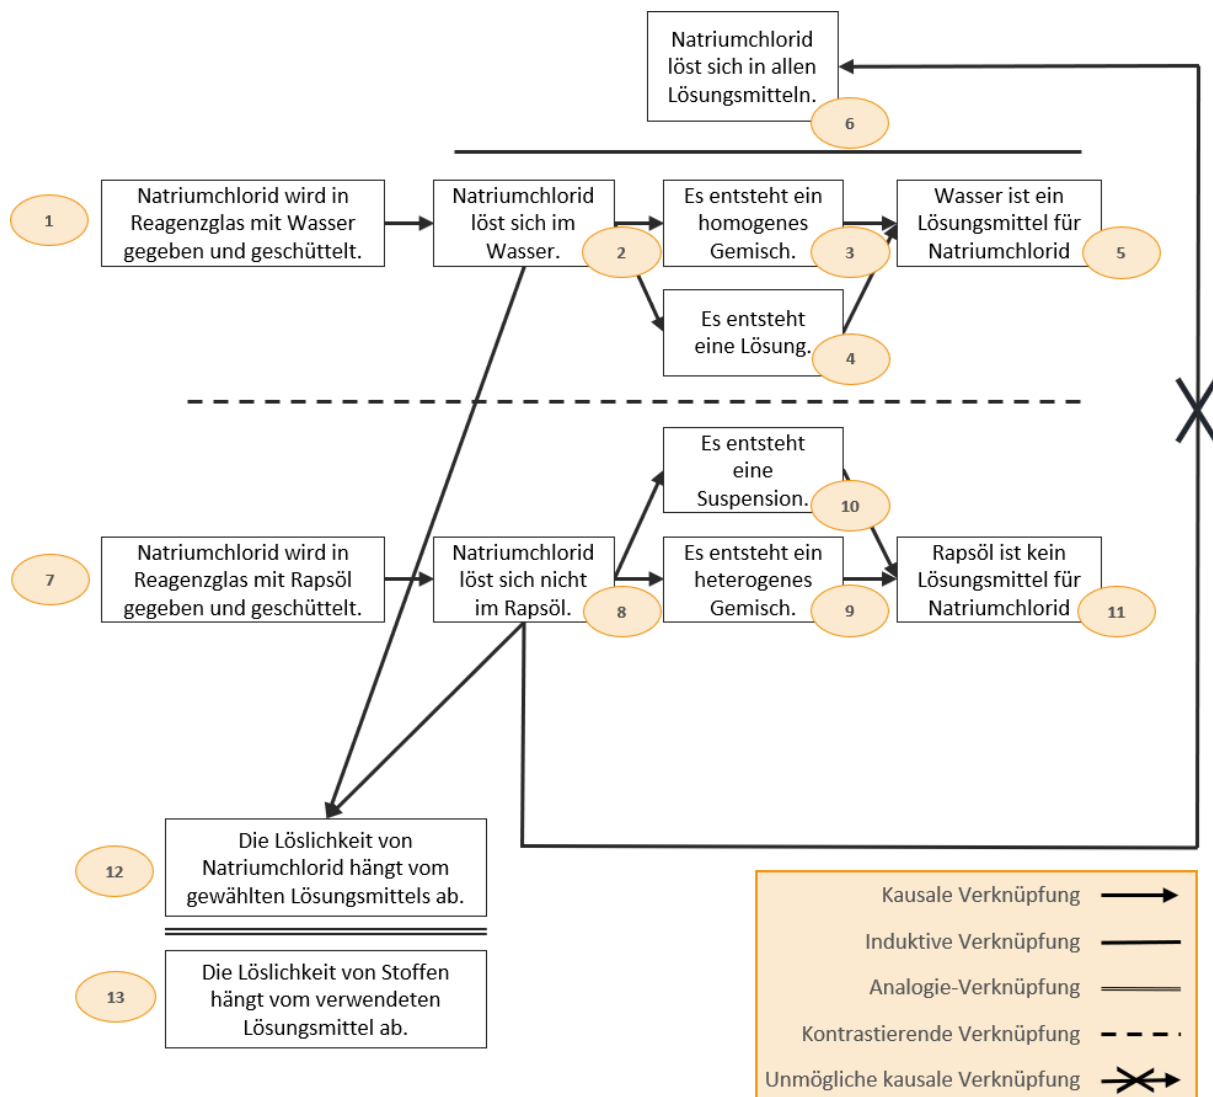 Natriumchlorid
löst sich in allen
Lösungsmitteln.
6
1
Natriumchlorid wird in
Reagenzglas mit Wasser
gegeben und geschüttelt.
Natriumchlorid
löst sich im
Wasser.
2
Es entsteht ein
homogenes
Gemisch.
3
Wasser ist ein
Lösungsmittel für
Natriumchlorid
5
Es entsteht
eine Lösung.
4
Es entsteht
eine
Suspension.
10
7
Natriumchlorid wird in
Reagenzglas mit Rapsöl
gegeben und geschüttelt.
Natriumchlorid
löst sich nicht
im Rapsöl.
8
Es entsteht ein
heterogenes
Gemisch.
9
Rapsöl ist kein
Lösungsmittel für
Natriumchlorid
11
12
Die Löslichkeit von
Natriumchlorid hängt vom
gewählten Lösungsmittels ab.
13
Die Löslichkeit von Stoffen
hängt vom verwendeten
Lösungsmittel ab.
Kausale Verknüpfung
Induktive Verknüpfung
Analogie-Verknüpfung
Kontrastierende Verknüpfung
Unmögliche kausale Verknüpfung